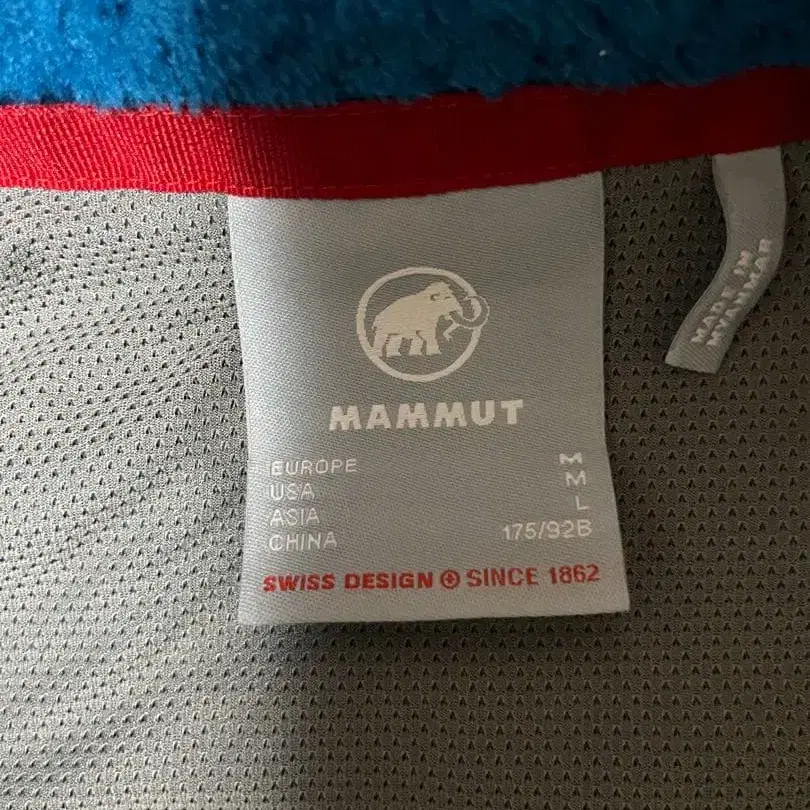 MAMMUT
EUROPE M
USA M
ASIA L
CHINA 175/92B
SWISS DESIGN SINCE 1862
MADE IN
MYANMAR